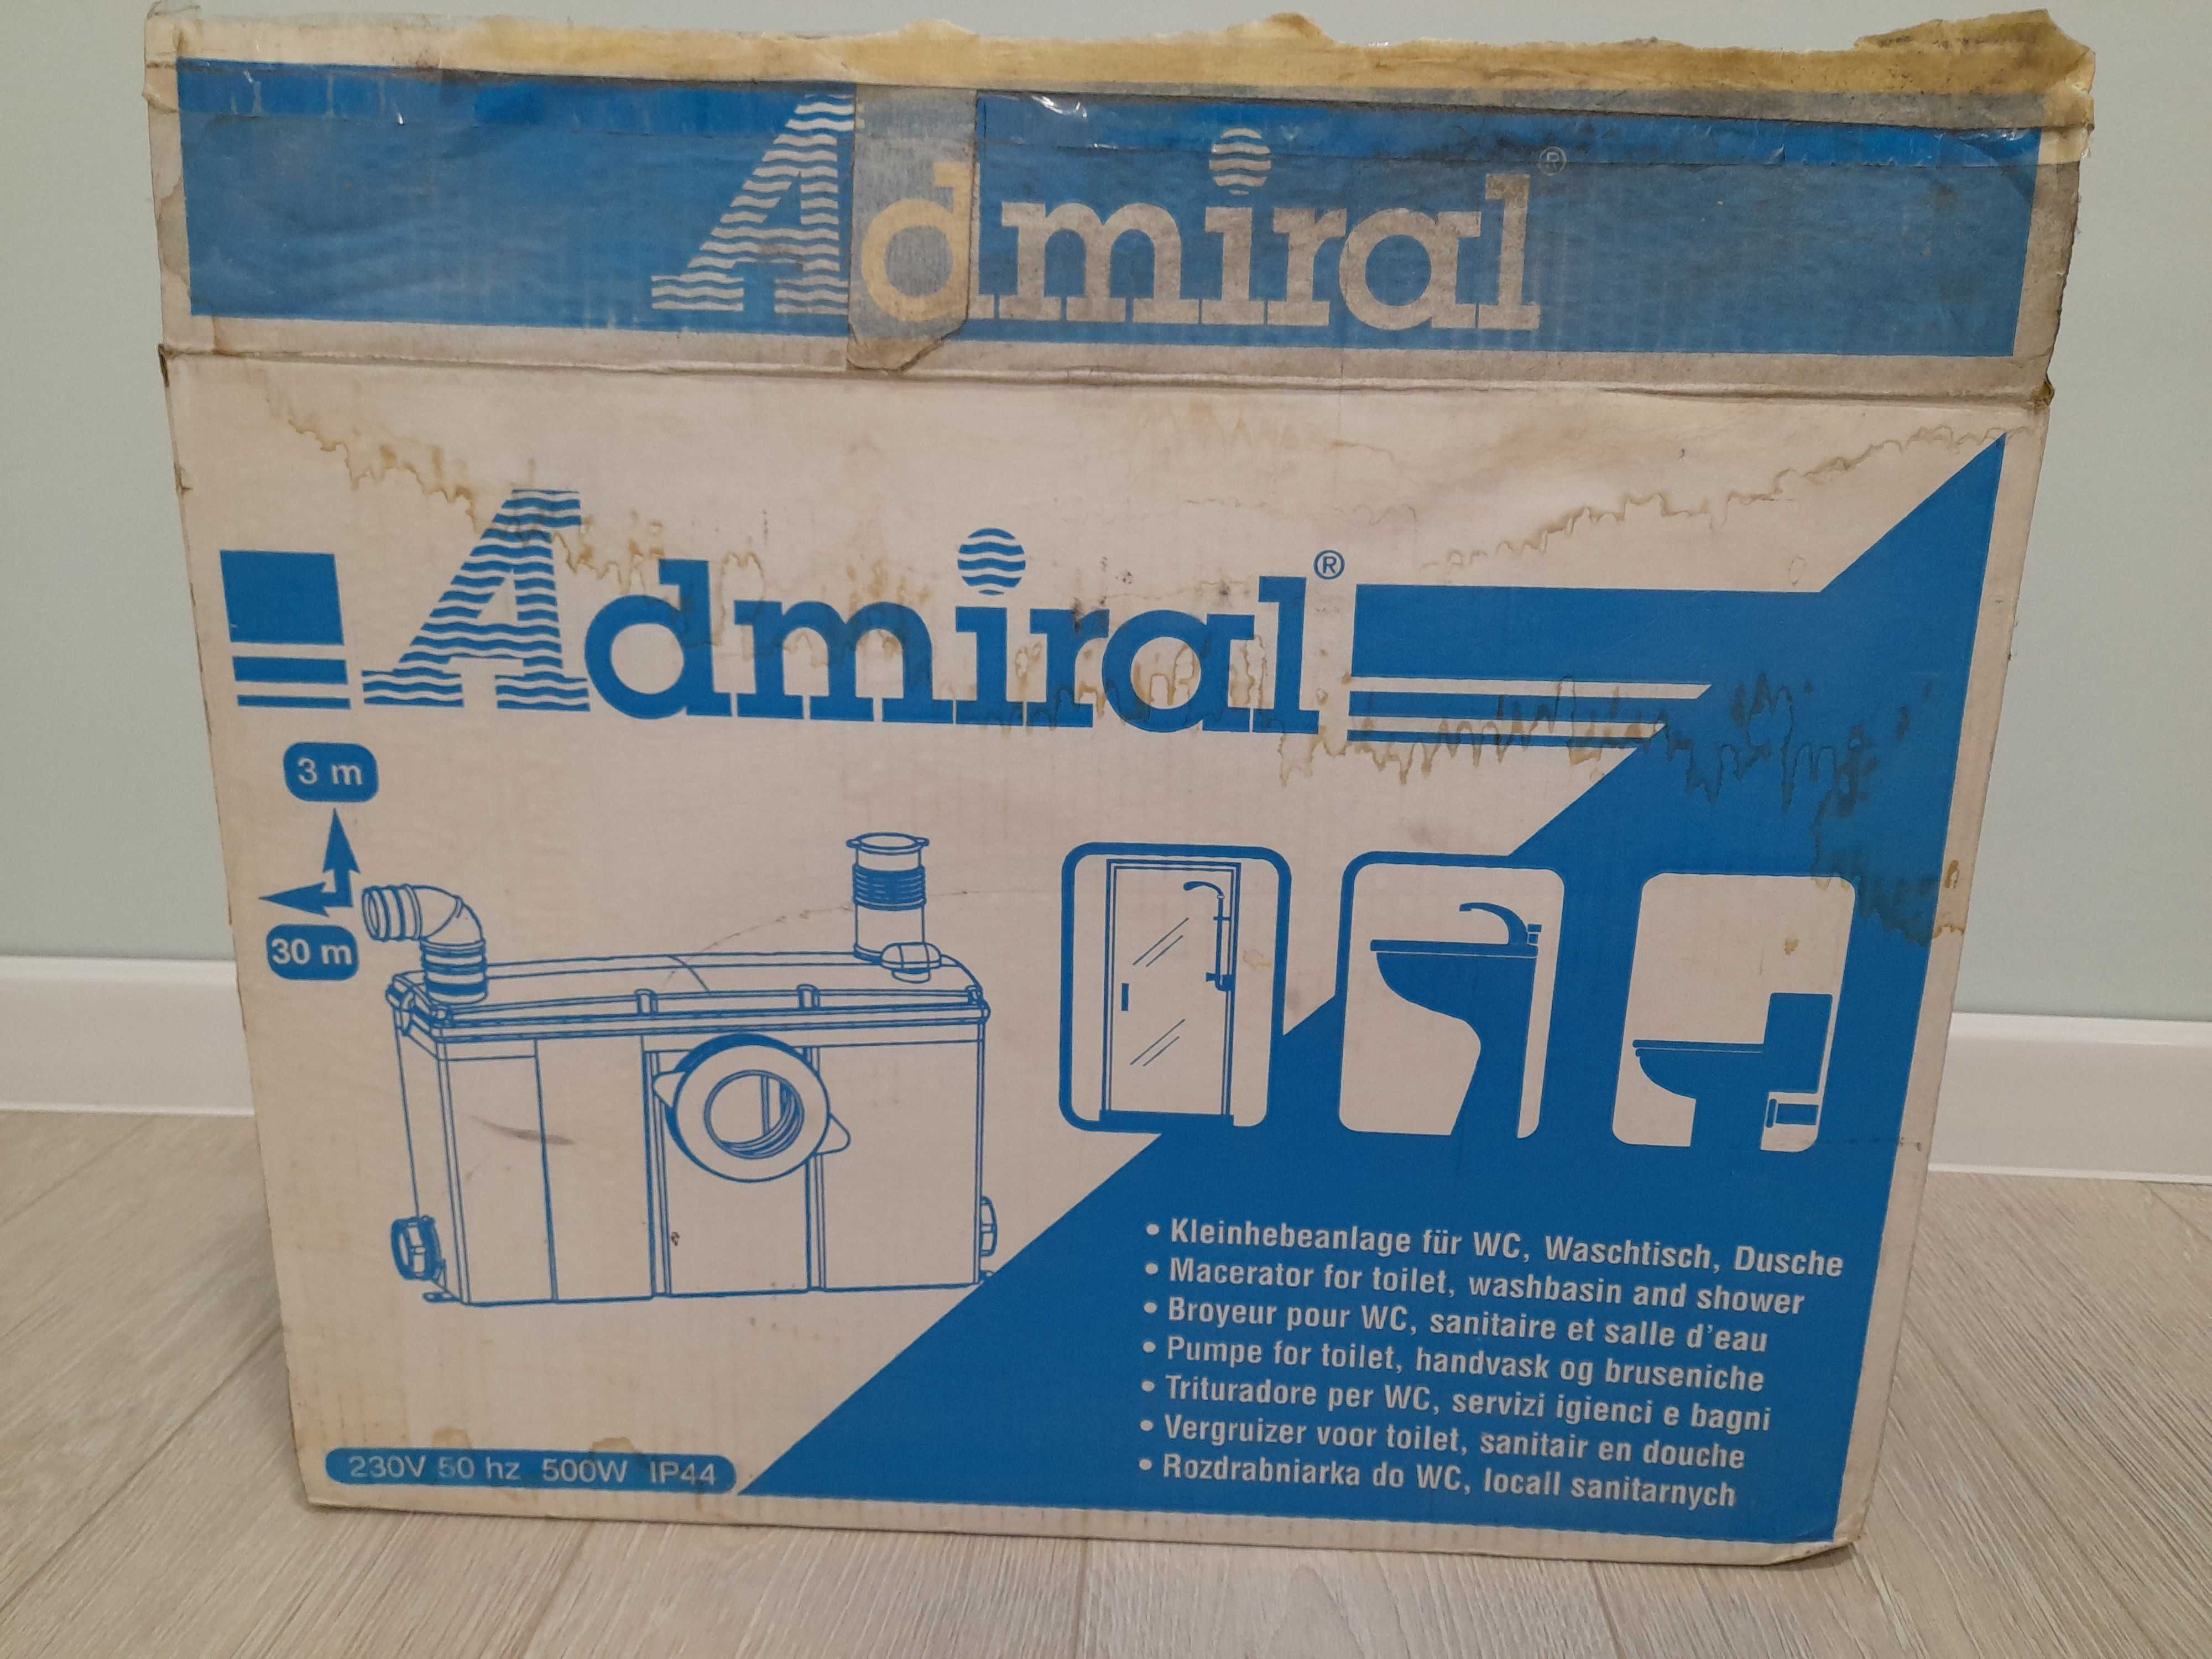 Admiral®
Admiral®
3 m
30 m
• Kleinhebeanlage für WC, Waschtisch, Dusche
• Macerator for toilet, washbasin and shower
• Broyeur pour WC, sanitaire et salle d'eau
• Pumpe for toilet, handvask og bruseniche
• Trituradore per WC, servizi igienci e bagni
• Vergruizer voor toilet, sanitair en douche
• Rozdrabniarka do WC, locall sanitarnych
230V 50 hz 500W IP44